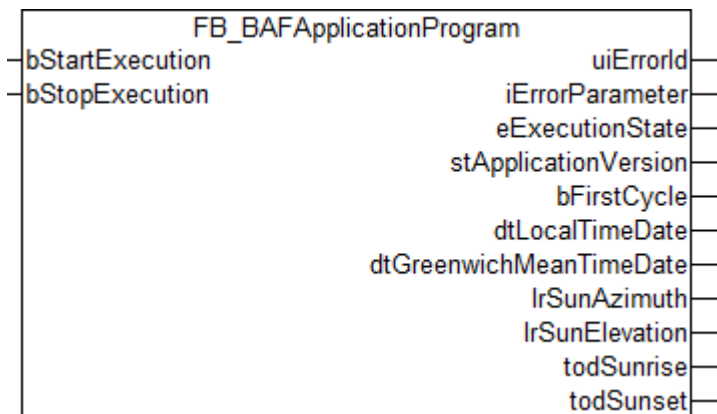 FB_BAFApplicationProgram
bStartExecution uiErrorId
bStopExecution iErrorParameter
eExecutionState
stApplicationVersion
bFirstCycle
dtLocalTimeDate
dtGreenwichMeanTimeDate
lrSunAzimuth
lrSunElevation
todSunrise
todSunset